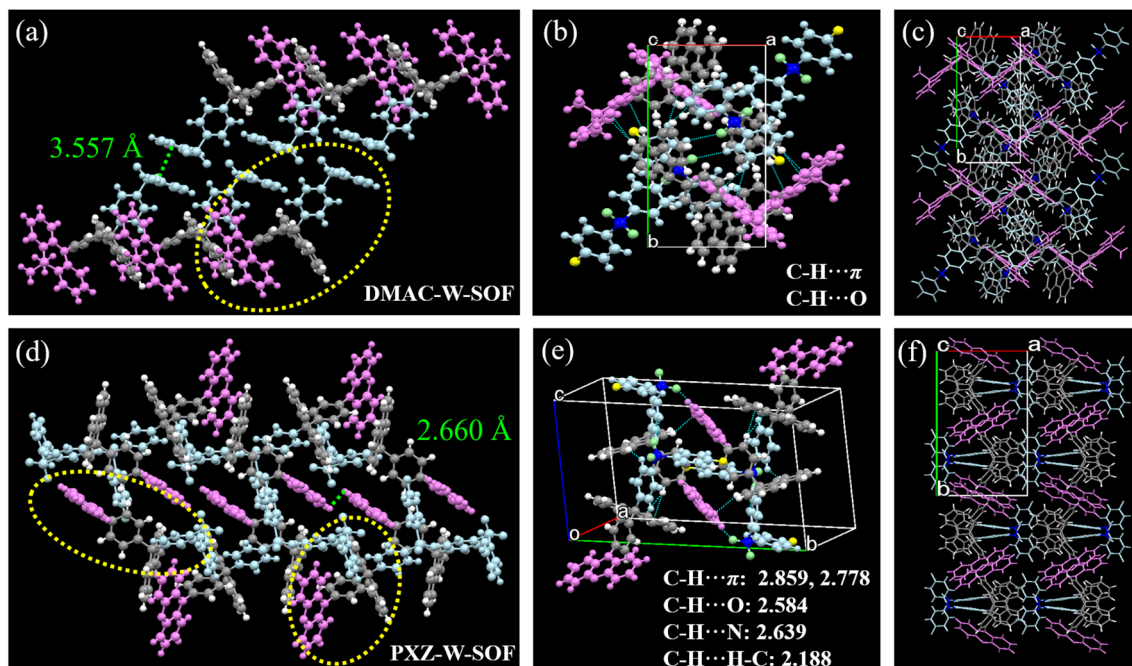 (a)
3.557 Å
DMAC-W-SOF
(b)
c
a
b
C-H⋯π
C-H⋯O
(c)
c
a
b
(d)
2.660 Å
PXZ-W-SOF
(e)
c
a
o
b
C-H⋯π: 2.859, 2.778
C-H⋯O: 2.584
C-H⋯N: 2.639
C-H⋯H-C: 2.188
(f)
c
a
b